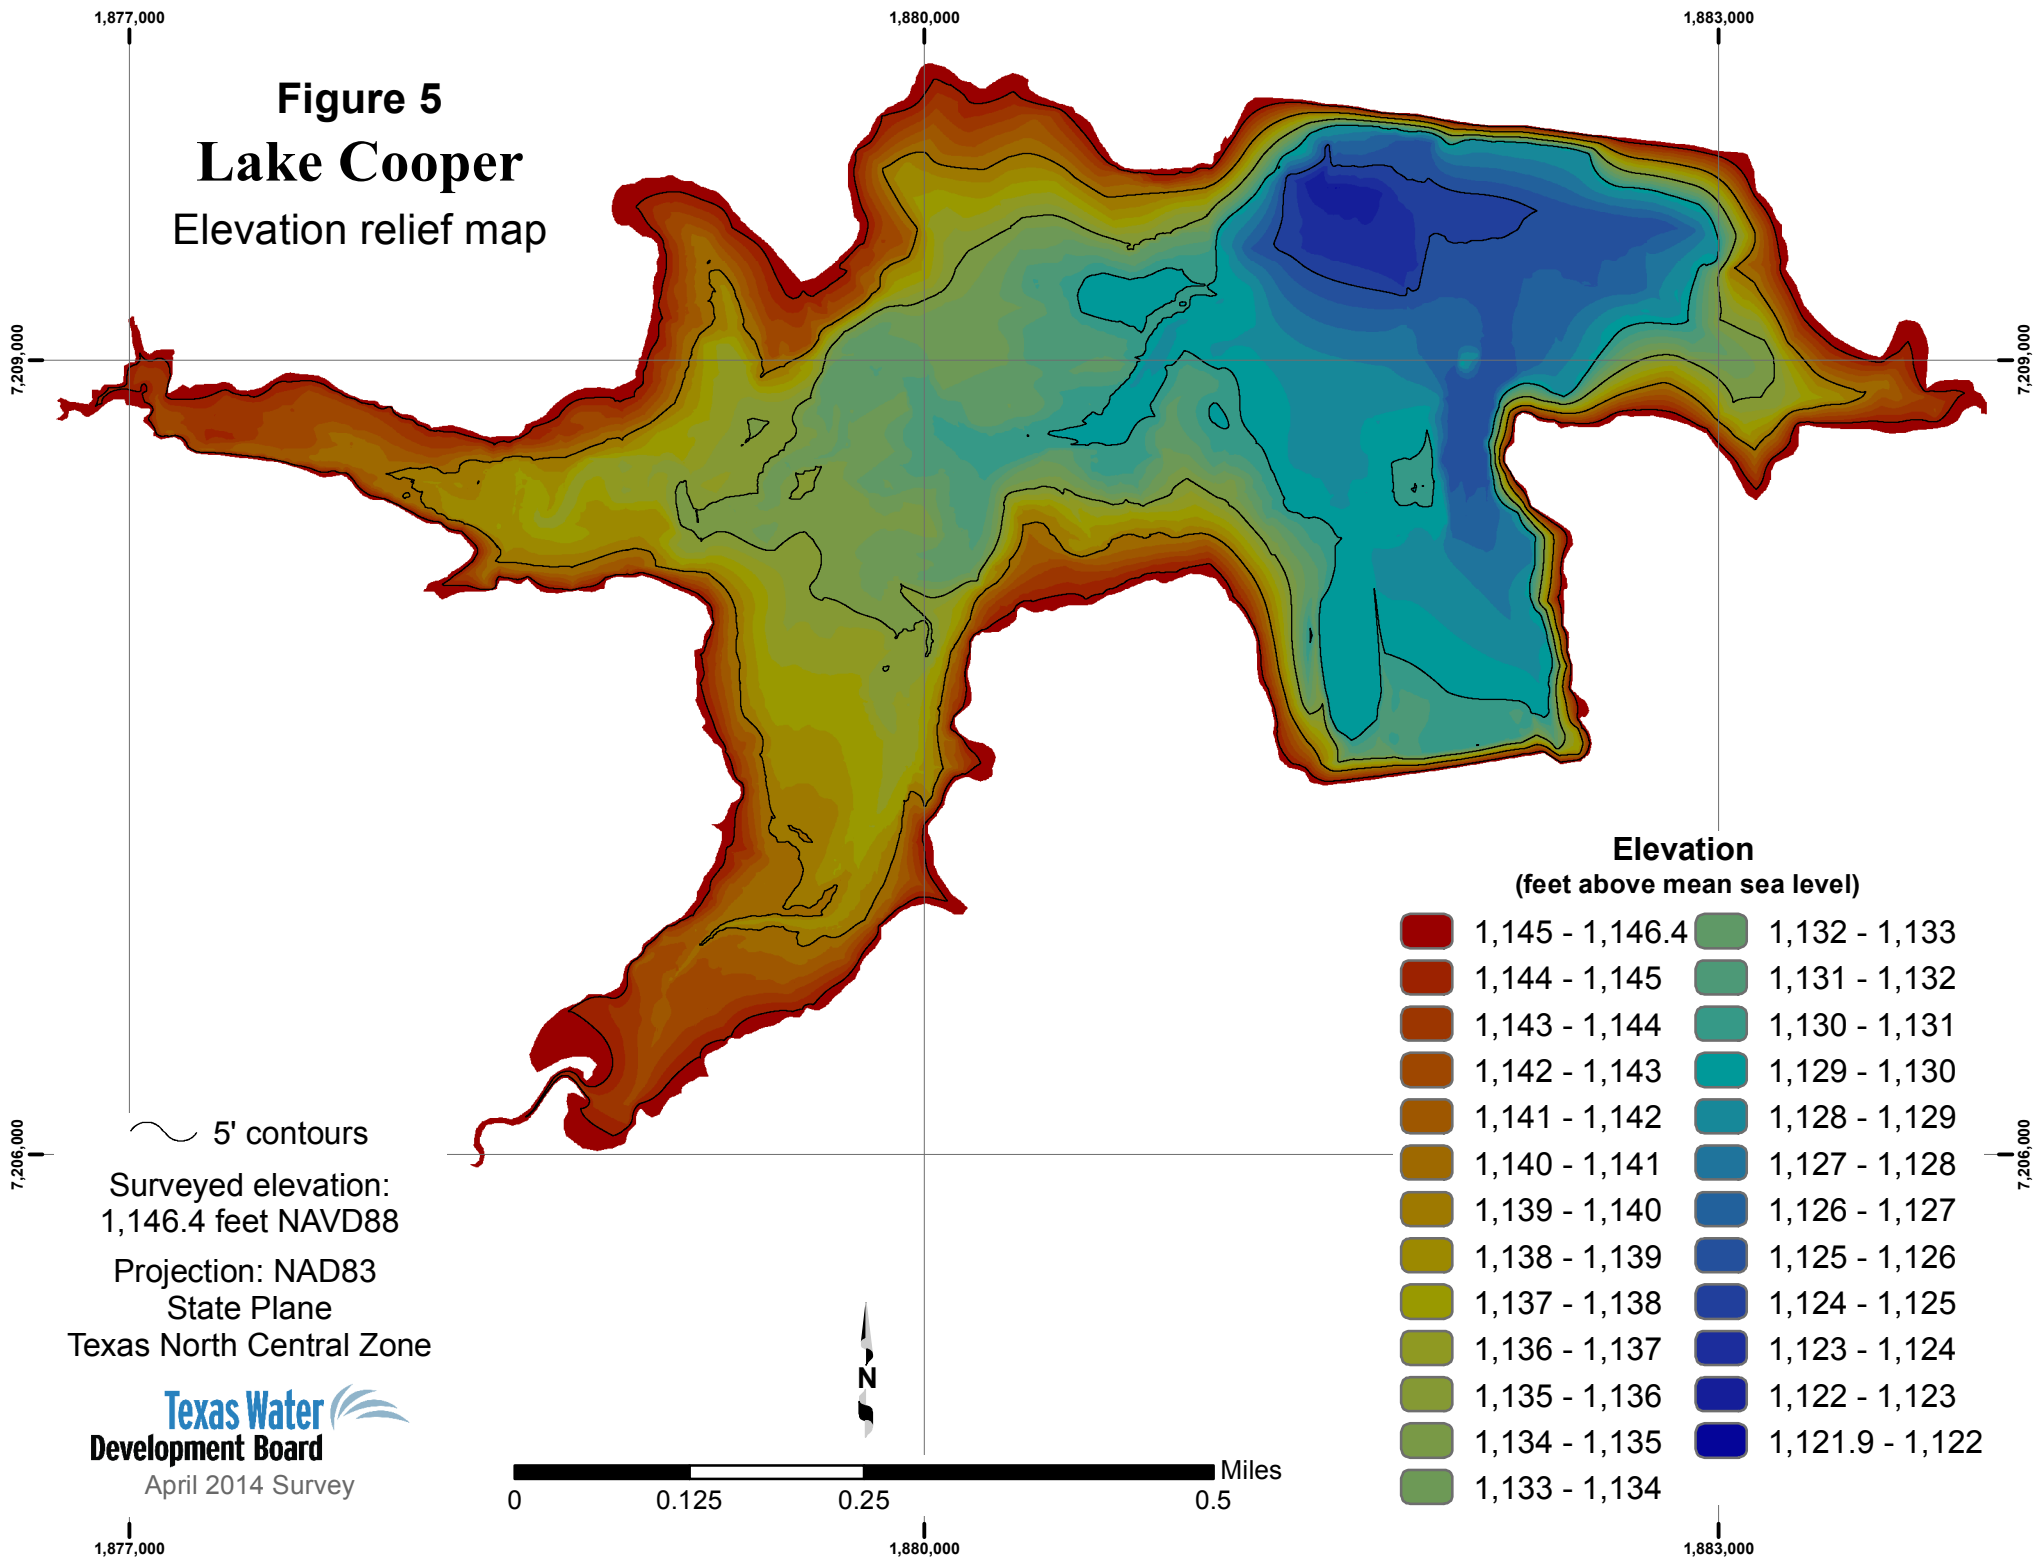 1,877,000
1,880,000
1,883,000
Figure 5
Lake Cooper
Elevation relief map
7,209,000
7,209,000
Elevation
(feet above mean sea level)
1,145 - 1,146.4
1,144 - 1,145
1,143 - 1,144
1,142 - 1,143
1,141 - 1,142
1,140 - 1,141
1,139 - 1,140
1,138 - 1,139
1,137 - 1,138
1,136 - 1,137
1,135 - 1,136
1,134 - 1,135
1,133 - 1,134
1,132 - 1,133
1,131 - 1,132
1,130 - 1,131
1,129 - 1,130
1,128 - 1,129
1,127 - 1,128
1,126 - 1,127
1,125 - 1,126
1,124 - 1,125
1,123 - 1,124
1,122 - 1,123
1,121.9 - 1,122
5' contours
7,206,000
7,206,000
Surveyed elevation:
1,146.4 feet NAVD88
Projection: NAD83
State Plane
Texas North Central Zone
N
Texas Water
Development Board
April 2014 Survey
Miles
0
0.125
0.25
0.5
1,877,000
1,880,000
1,883,000